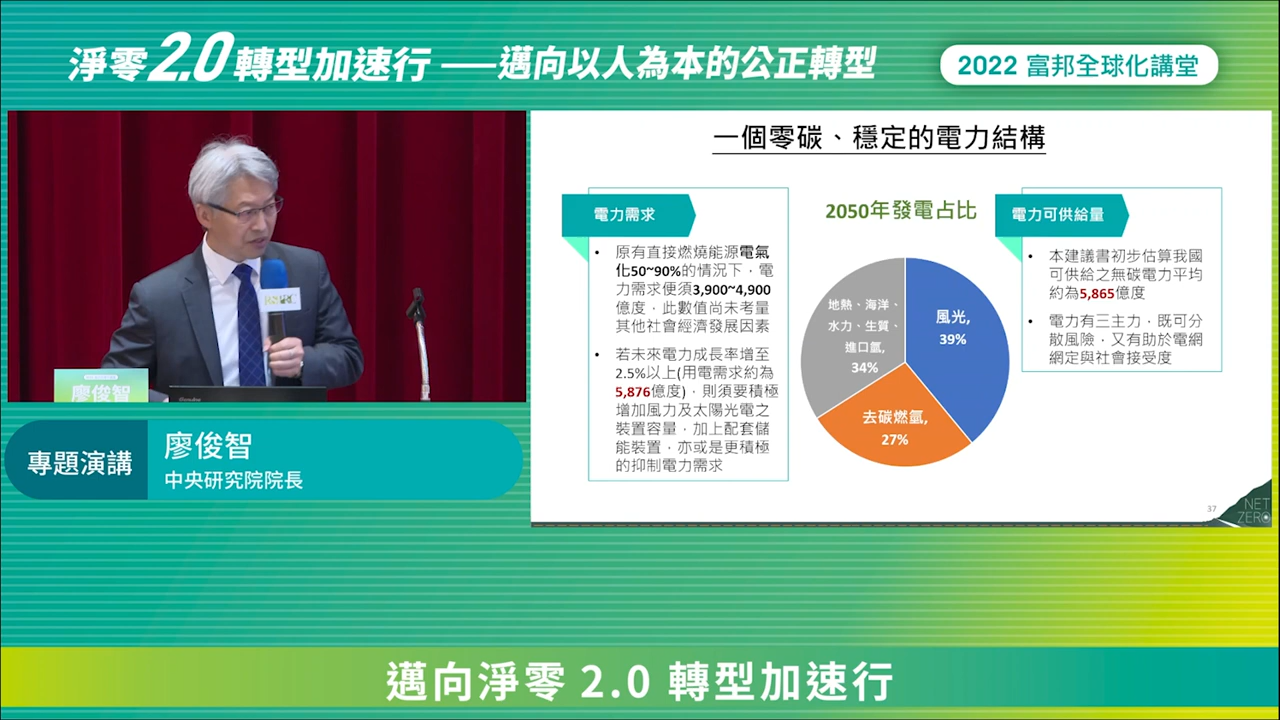 淨零2.0轉型加速行——邁向以人為本的公正轉型
2022 富邦全球化講堂
廖俊智
專題演講
廖俊智
中央研究院院長
一個零碳、穩定的電力結構
電力需求
• 原有直接燃燒能源電氣
化50~90%的情況下，電
力需求便須3,900~4,900
億度，此數值尚未考量
其他社會經濟發展因素
• 若未來電力成長率增至
2.5%以上(用電需求約為
5,876億度)，則須要積極
增加風力及太陽光電之
裝置容量，加上配套儲
能裝置，亦或是更積極
的抑制電力需求
2050年發電占比
地熱、海洋、
水力、生質、
進口氫,
34%
風光,
39%
去碳燃氫,
27%
電力可供給量
• 本建議書初步估算我國
可供給之無碳電力平均
約為5,865億度
• 電力有三主力，既可分
散風險，又有助於電網
網定與社會接受度
37
NET
ZERO
邁向淨零 2.0 轉型加速行